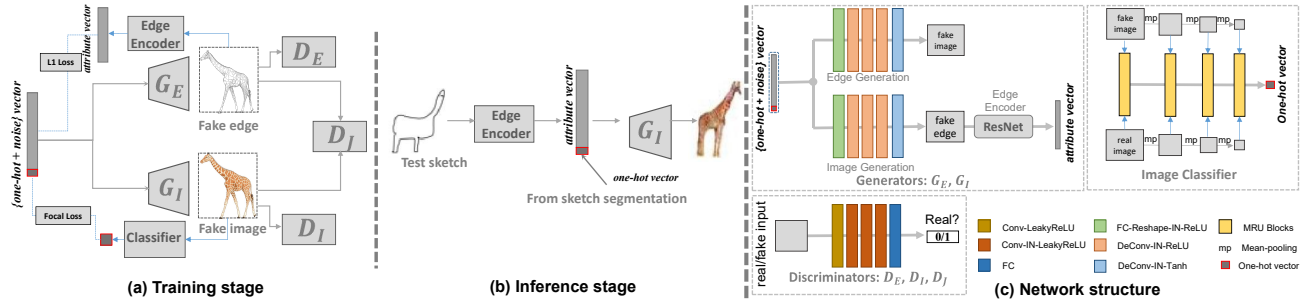 Edge
Encoder
attribute vector
L1 Loss
D_E
G_E
Fake edge
{one-hot + noise} vector
D_J
G_I
Fake image
D_I
Focal Loss
Classifier
(a) Training stage
Test sketch
Edge
Encoder
attribute vector
G_I
one-hot vector
From sketch segmentation
(b) Inference stage
{one-hot + noise} vector
fake
image
Edge Generation
Edge
Encoder
fake
edge
ResNet
attribute vector
Image Generation
Generators: G_E, G_I
fake
image
mp
mp
mp
One-hot vector
real
image
mp
mp
mp
Image Classifier
real/fake input
Real?
0/1
Discriminators: D_E, D_I, D_J
Conv-LeakyReLU
Conv-IN-LeakyReLU
FC
FC-Reshape-IN-ReLU
DeConv-IN-ReLU
DeConv-IN-Tanh
MRU Blocks
mp Mean-pooling
One-hot vector
(c) Network structure